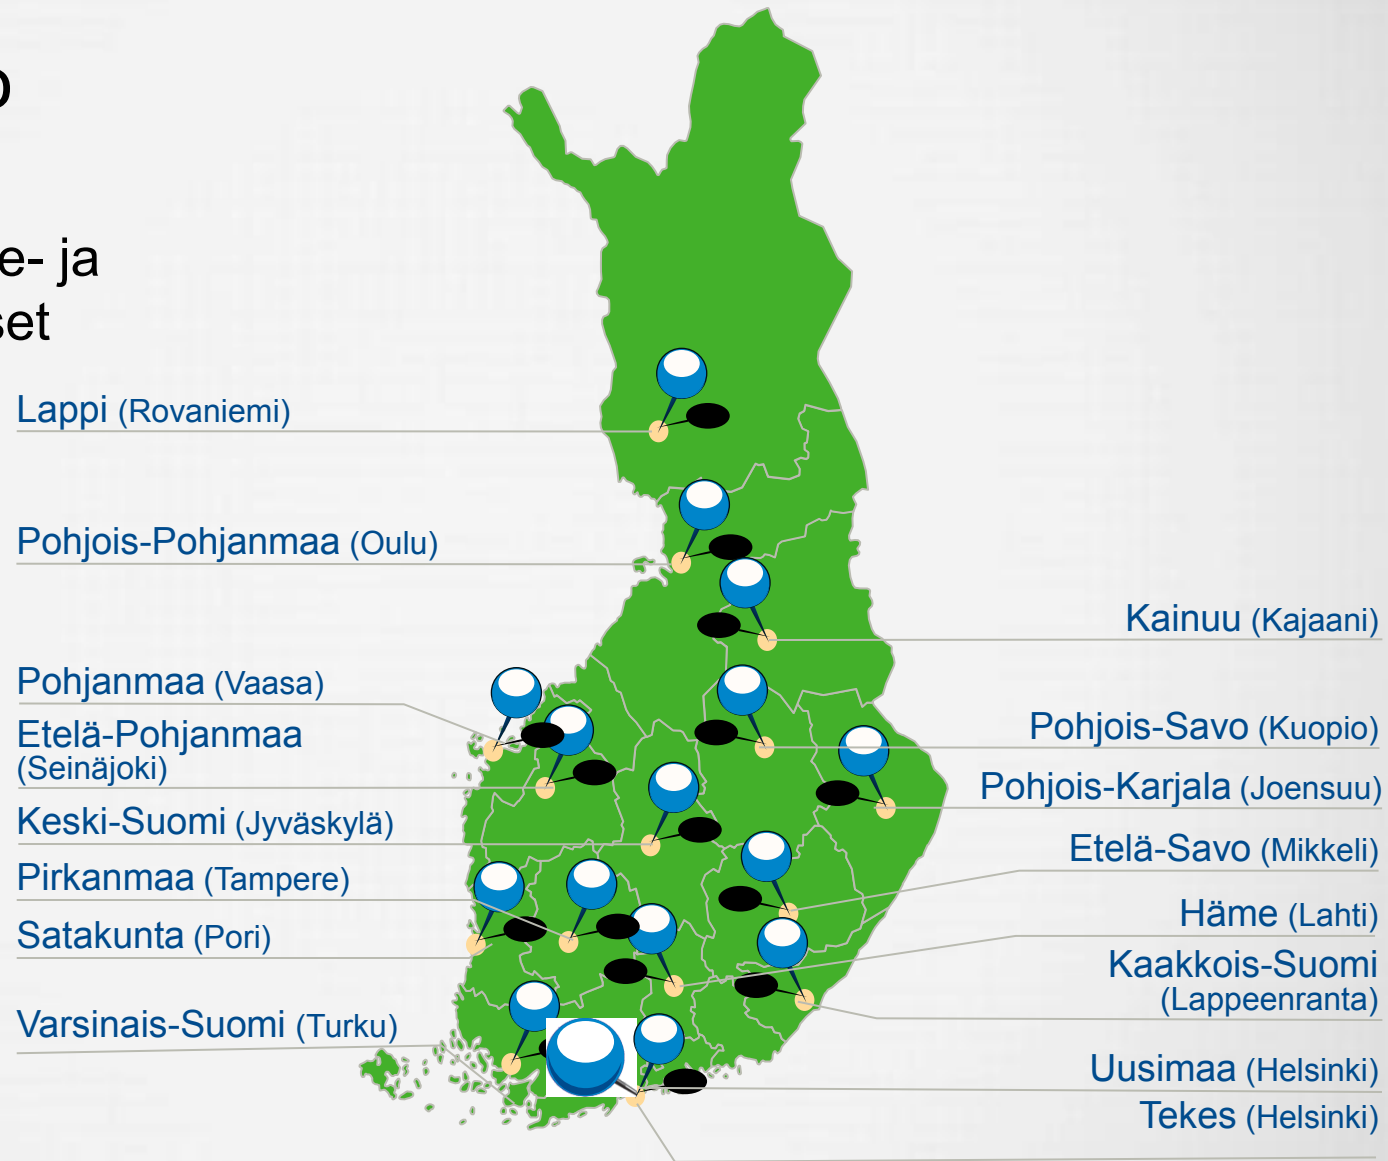 e- ja
set
Lappi (Rovaniemi)
Pohjois-Pohjanmaa (Oulu)
Pohjanmaa (Vaasa)
Etelä-Pohjanmaa
(Seinäjoki)
Keski-Suomi (Jyväskylä)
Pirkanmaa (Tampere)
Satakunta (Pori)
Varsinais-Suomi (Turku)
Kainuu (Kajaani)
Pohjois-Savo (Kuopio)
Pohjois-Karjala (Joensuu)
Etelä-Savo (Mikkeli)
Häme (Lahti)
Kaakkois-Suomi
(Lappeenranta)
Uusimaa (Helsinki)
Tekes (Helsinki)